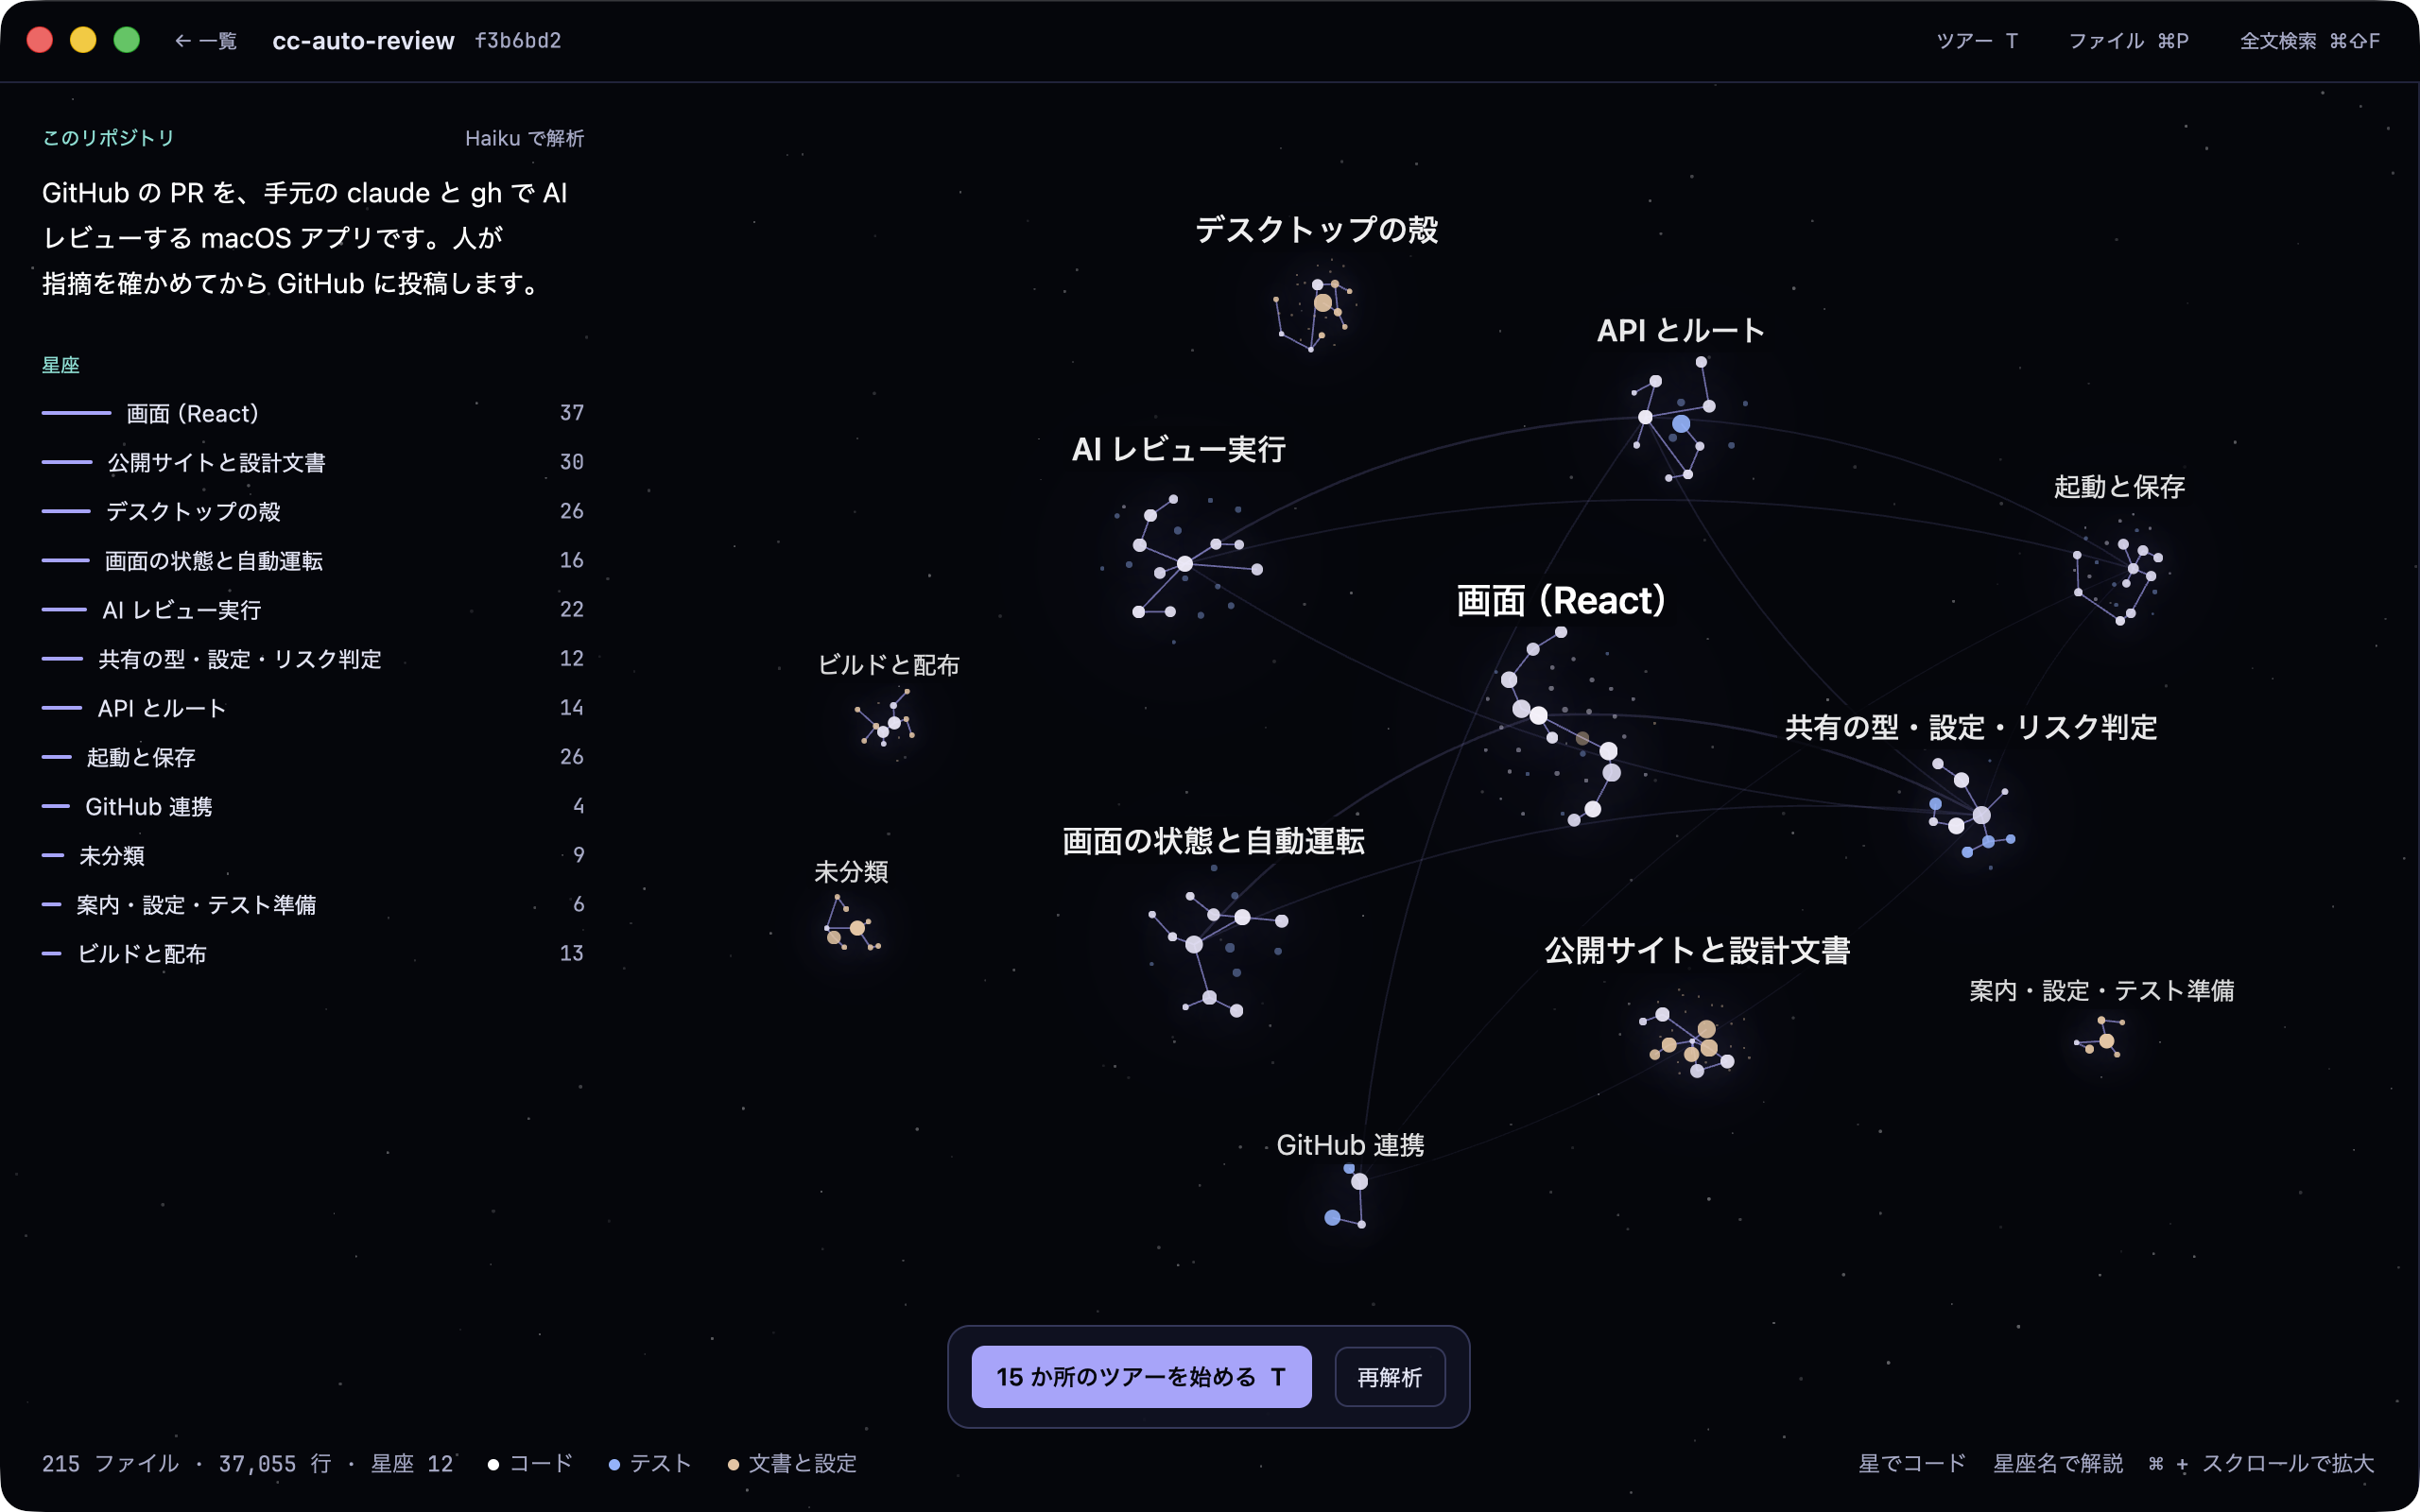 ← 一覧 cc-auto-review f3b6bd2
ツアー T ファイル ⌘P 全文検索 ⌘⇧F
このリポジトリ Haiku で解析
GitHub の PR を、手元の claude と gh で AI
レビューする macOS アプリです。人が
指摘を確かめてから GitHub に投稿します。
星座
画面（React） 37
公開サイトと設計文書 30
デスクトップの殻 26
画面の状態と自動運転 16
AI レビュー実行 22
共有の型・設定・リスク判定 12
API とルート 14
起動と保存 26
GitHub 連携 4
未分類 9
案内・設定・テスト準備 6
ビルドと配布 13
デスクトップの殻
API とルート
AI レビュー実行
起動と保存
画面（React）
ビルドと配布
共有の型・設定・リスク判定
画面の状態と自動運転
未分類
公開サイトと設計文書
案内・設定・テスト準備
GitHub 連携
15 か所のツアーを始める T
再解析
215 ファイル · 37,055 行 · 星座 12 コード テスト 文書と設定
星でコード 星座名で解説 ⌘ + スクロールで拡大